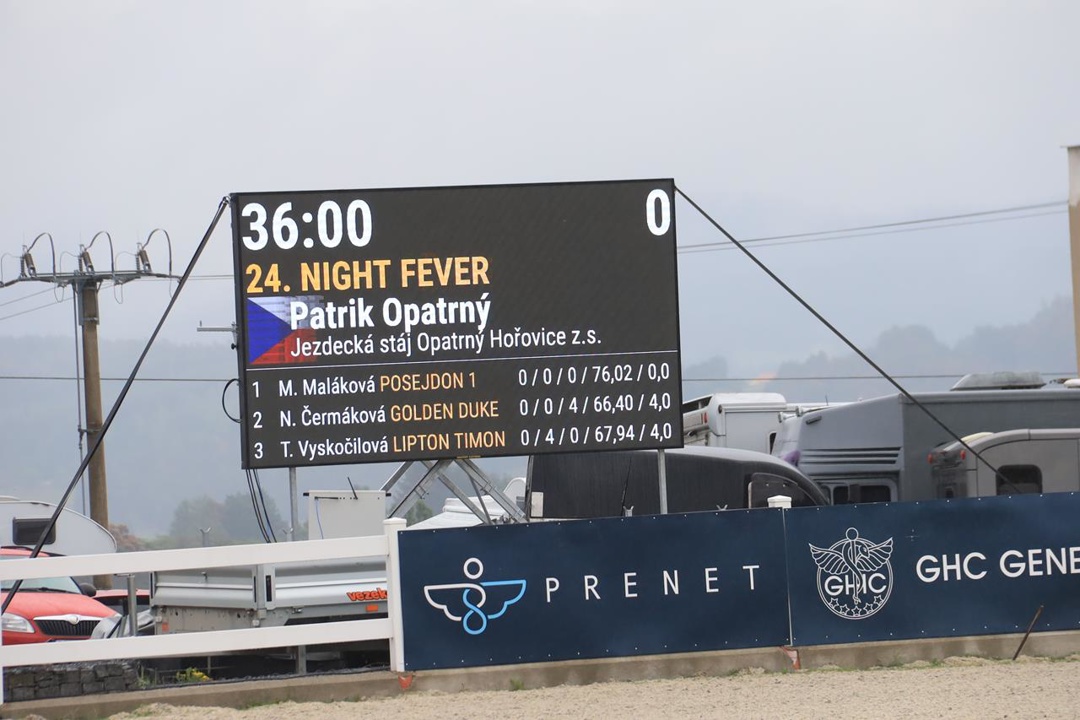 36:00 0
24. NIGHT FEVER
Patrik Opatrný
Jezdecká stáj Opatrný Hořovice z.s.
1 M. Maláková POSEJDON 1 0/0/0/76,02/0,0
2 N. Čermáková GOLDEN DUKE 0/0/4/66,40/4,0
3 T. Vyskočilová LIPTON TIMON 0/4/0/67,94/4,0
PRENET
GHC
GHC GENE
vezek